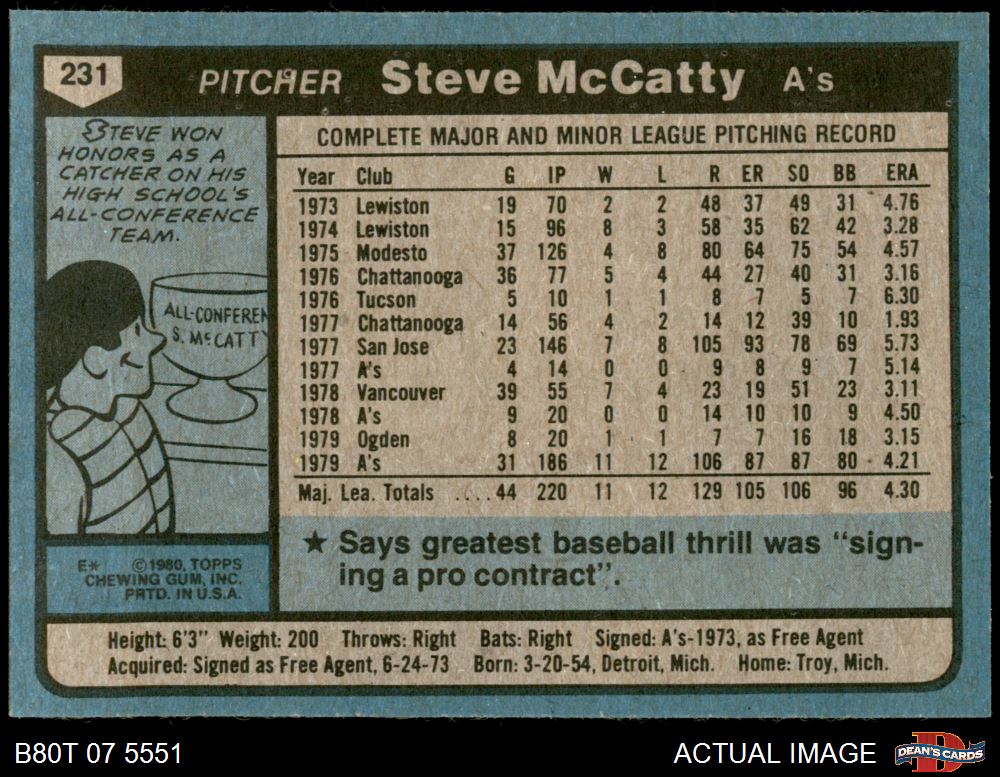 231 PITCHER Steve McCatty A's
STEVE WON
HONORS AS A
CATCHER ON HIS
HIGH SCHOOL'S
ALL-CONFERENCE
TEAM.
ALL-CONFEREN
S. McCATT
E* ©1980, TOPPS
CHEWING GUM, INC.
PRTD. IN U.S.A.
COMPLETE MAJOR AND MINOR LEAGUE PITCHING RECORD
Year Club G IP W L R ER SO BB ERA
1973 Lewiston 19 70 2 2 48 37 49 31 4.76
1974 Lewiston 15 96 8 3 58 35 62 42 3.28
1975 Modesto 37 126 4 8 80 64 75 54 4.57
1976 Chattanooga 36 77 5 4 44 27 40 31 3.16
1976 Tucson 5 10 1 1 8 7 5 7 6.30
1977 Chattanooga 14 56 4 2 14 12 39 10 1.93
1977 San Jose 23 146 7 8 105 93 78 69 5.73
1977 A's 4 14 0 0 9 8 9 7 5.14
1978 Vancouver 39 55 7 4 23 19 51 23 3.11
1978 A's 9 20 0 0 14 10 10 9 4.50
1979 Ogden 8 20 1 1 7 7 16 18 3.15
1979 A's 31 186 11 12 106 87 87 80 4.21
Maj. Lea. Totals ....44 220 11 12 129 105 106 96 4.30
★ Says greatest baseball thrill was "sign-
ing a pro contract".
Height: 6'3" Weight: 200 Throws: Right Bats: Right Signed: A's-1973, as Free Agent
Acquired: Signed as Free Agent, 6-24-73 Born: 3-20-54, Detroit, Mich. Home: Troy, Mich.
B80T 07 5551 ACTUAL IMAGE D DEAN'S CARDS